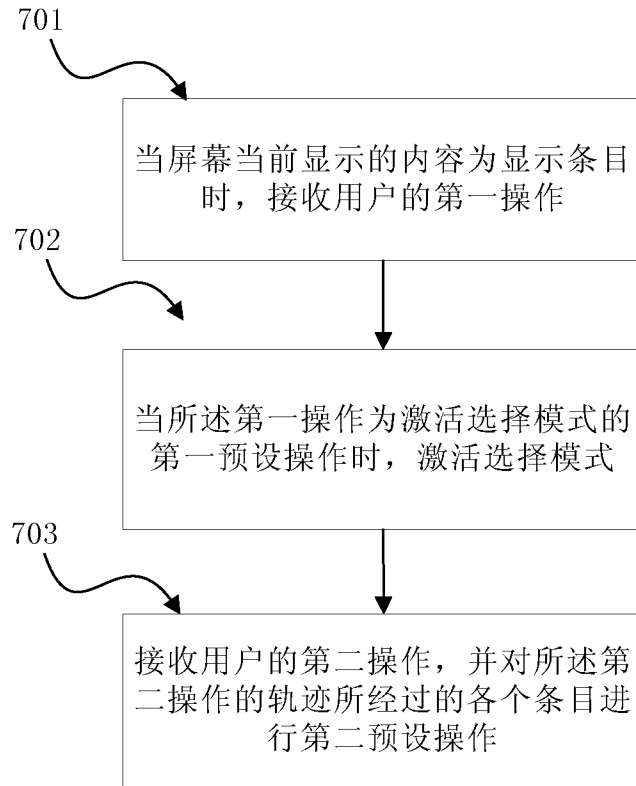 701
当屏幕当前显示的内容为显示条目
时，接收用户的第一操作
702
当所述第一操作为激活选择模式的
第一预设操作时，激活选择模式
703
接收用户的第二操作，并对所述第
二操作的轨迹所经过的各个条目进
行第二预设操作